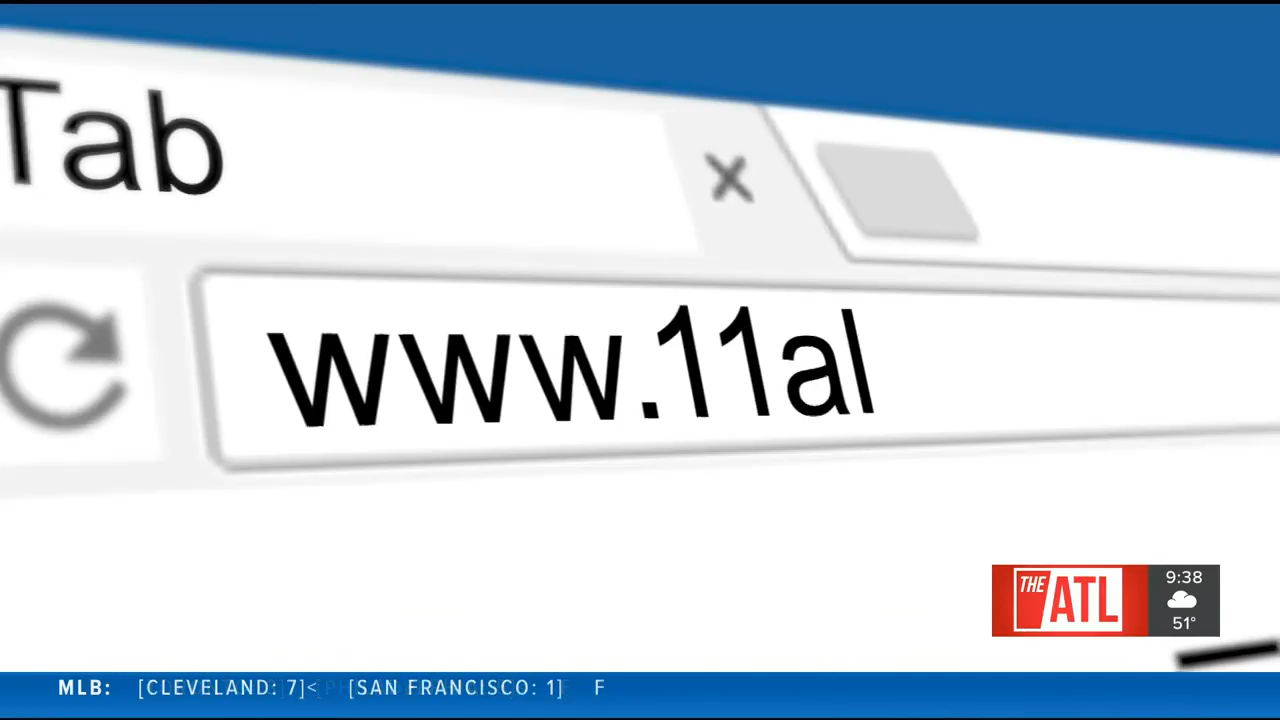 Tab
www.11al
THE ATL
9:38
51°
MLB: [CLEVELAND: 7]< [SAN FRANCISCO: 1] F